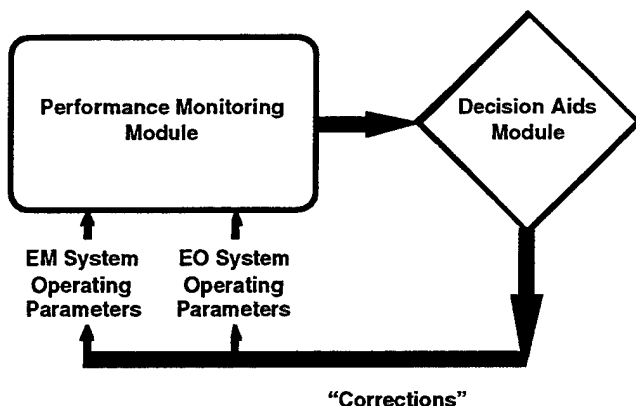 Performance Monitoring
Module
Decision Aids
Module
EM System
Operating
Parameters
EO System
Operating
Parameters
“Corrections”